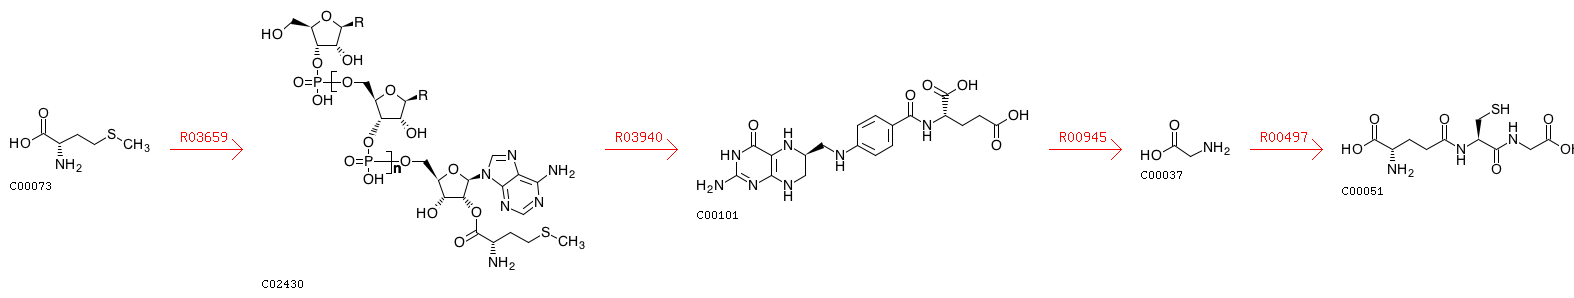 HO
O
R
OH
O
O=P
OH
O
O
R
OH
O
O=P
OH
n
O
O
N
N
N
N
NH2
HO
O
O
S
CH3
NH2
C02430
O
HO
S
CH3
NH2
C00073
R03659
R03940
O
HN
H2N
N
N
H
N
H
N
H
O
N
H
O
OH
O
OH
C00101
R00945
O
HO
NH2
C00037
R00497
O
HO
NH2
O
N
H
SH
O
H
N
O
OH
C00051